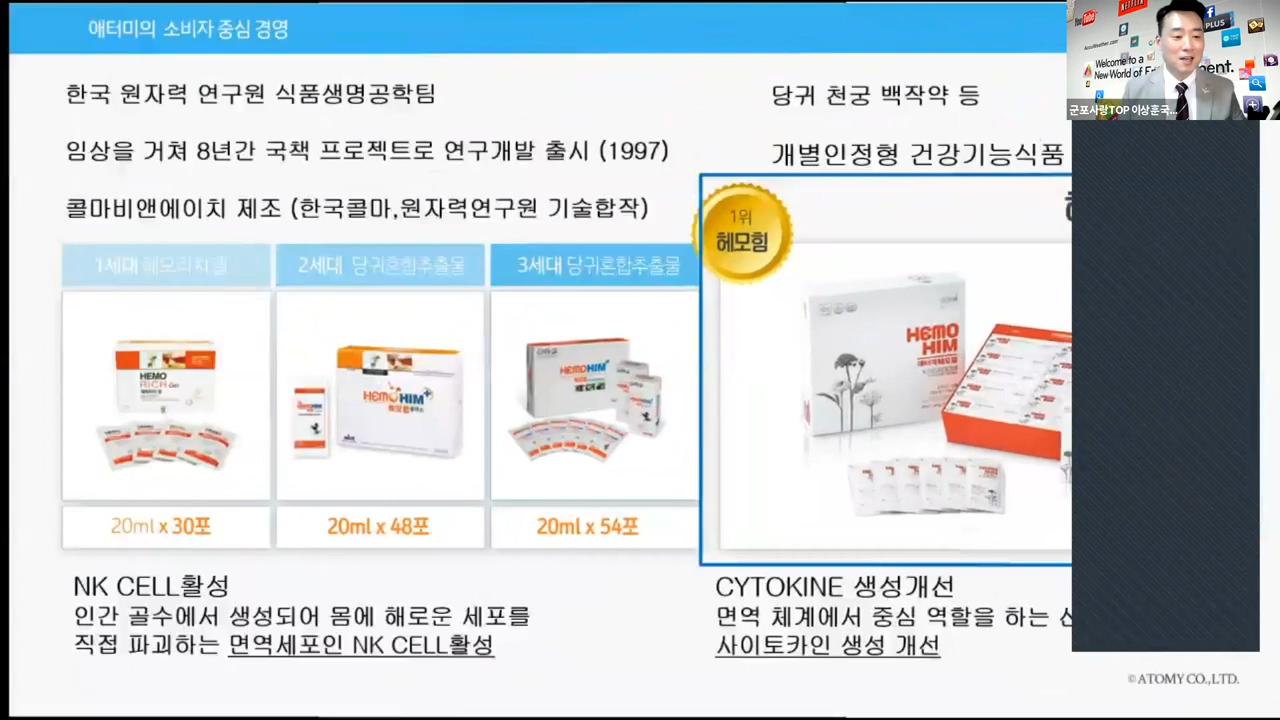 애터미의 소비자 중심 경영
YouTube
NETFLIX
PLUS
AccuWeather.com
Welcome to a
New World of
군포사랑TOP 이상훈국...
한국 원자력 연구원 식품생명공학팀
임상을 거쳐 8년간 국책 프로젝트로 연구개발 출시 (1997)
콜마비앤에이치 제조 (한국콜마,원자력연구원 기술합작)
당귀 천궁 백작약 등
개별인정형 건강기능식품
1세대 헤모리치겔
2세대 당귀혼합추출물
3세대 당귀혼합추출물
1위
헤모힘
HEMO
RICH Gel
HEMOHIM
HEMOHIM
HEMO
HIM
20ml x 30포
20ml x 48포
20ml x 54포
NK CELL활성
인간 골수에서 생성되어 몸에 해로운 세포를
직접 파괴하는 면역세포인 NK CELL활성
CYTOKINE 생성개선
면역 체계에서 중심 역할을 하는
사이토카인 생성 개선
©ATOMY CO.,LTD.